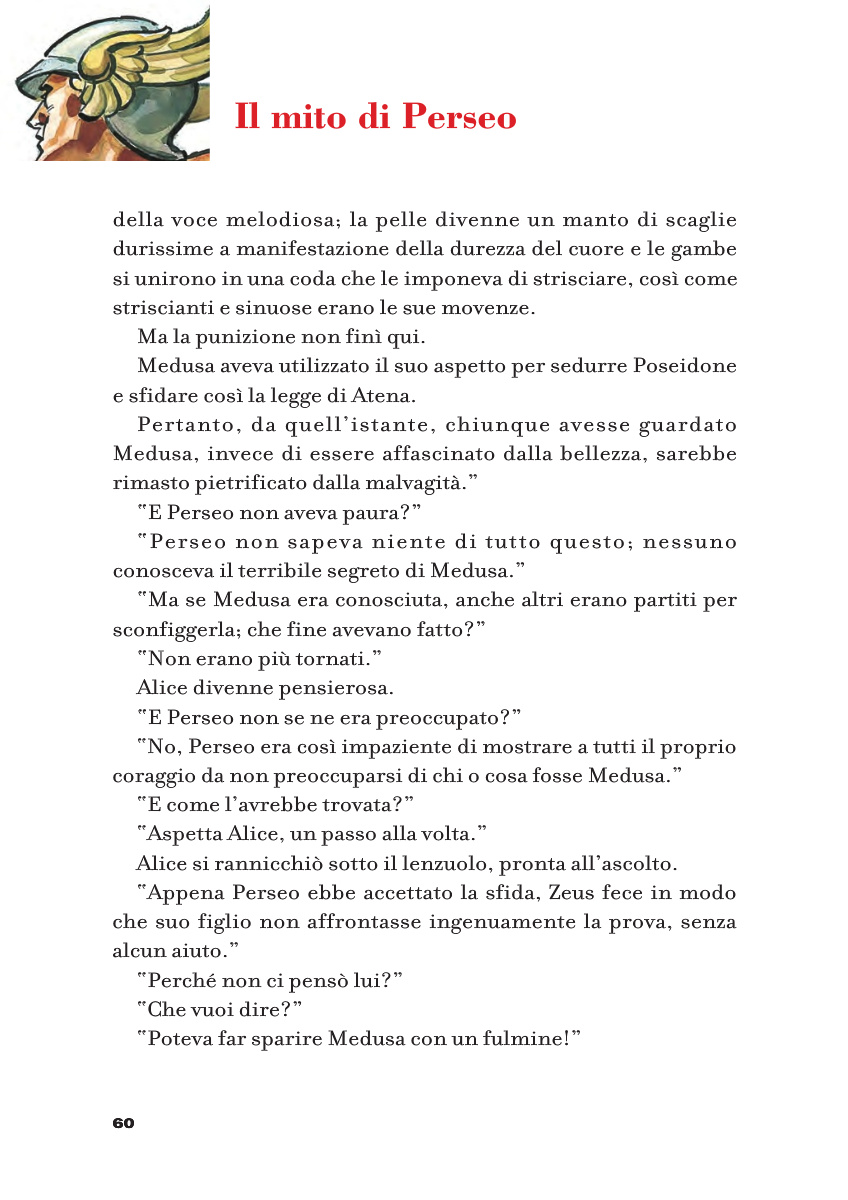 Il mito di Perseo
della voce melodiosa; la pelle divenne un manto di scaglie
durissime a manifestazione della durezza del cuore e le gambe
si unirono in una coda che le imponeva di strisciare, così come
striscianti e sinuose erano le sue movenze.
Ma la punizione non finì qui.
Medusa aveva utilizzato il suo aspetto per sedurre Poseidone
e sfidare così la legge di Atena.
Pertanto, da quell’istante, chiunque avesse guardato
Medusa, invece di essere affascinato dalla bellezza, sarebbe
rimasto pietrificato dalla malvagità.”
‟E Perseo non aveva paura?”
‟Perseo non sapeva niente di tutto questo; nessuno
conosceva il terribile segreto di Medusa.”
‟Ma se Medusa era conosciuta, anche altri erano partiti per
sconfiggerla; che fine avevano fatto?”
‟Non erano più tornati.”
Alice divenne pensierosa.
‟E Perseo non se ne era preoccupato?”
‟No, Perseo era così impaziente di mostrare a tutti il proprio
coraggio da non preoccuparsi di chi o cosa fosse Medusa.”
‟E come l’avrebbe trovata?”
‟Aspetta Alice, un passo alla volta.”
Alice si rannicchiò sotto il lenzuolo, pronta all’ascolto.
‟Appena Perseo ebbe accettato la sfida, Zeus fece in modo
che suo figlio non affrontasse ingenuamente la prova, senza
alcun aiuto.”
‟Perché non ci pensò lui?”
‟Che vuoi dire?”
‟Poteva far sparire Medusa con un fulmine!”
60